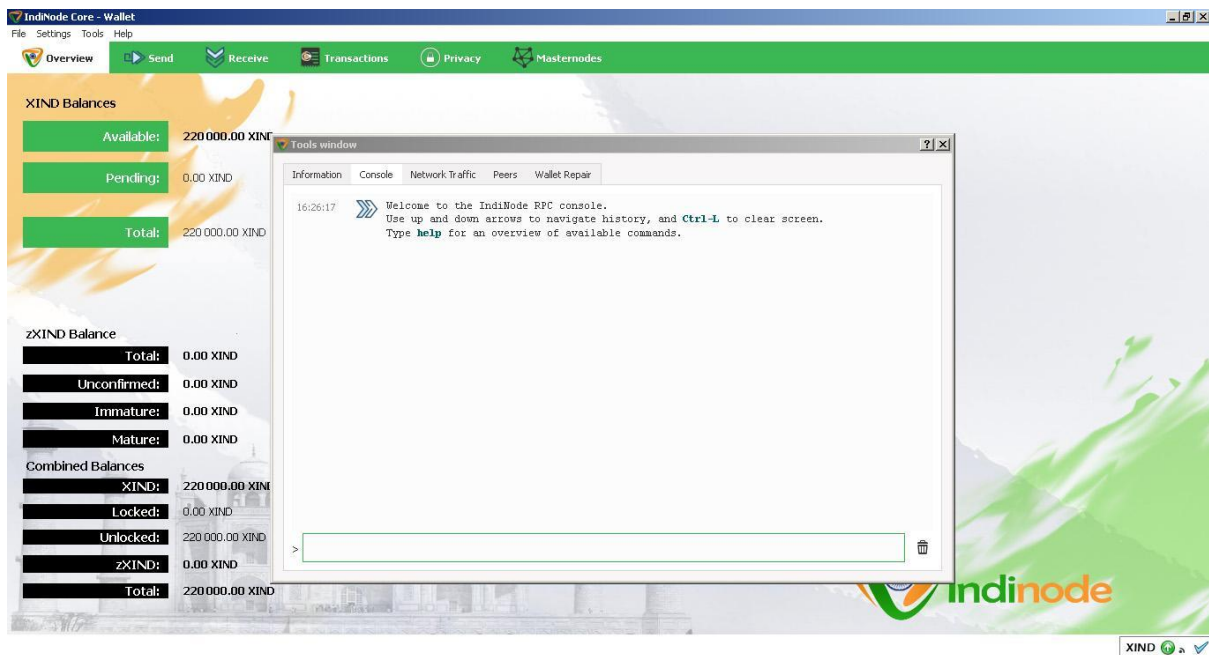 IndiNode Core - Wallet
File Settings Tools Help
Overview Send Receive Transactions Privacy Masternodes
XIND Balances
Available: 220 000.00 XIND
Pending: 0.00 XIND
Total: 220 000.00 XIND
zXIND Balance
Total: 0.00 XIND
Unconfirmed: 0.00 XIND
Immature: 0.00 XIND
Mature: 0.00 XIND
Combined Balances
XIND: 220 000.00 XIND
Locked: 0.00 XIND
Unlocked: 220 000.00 XIND
zXIND: 0.00 XIND
Total: 220 000.00 XIND
Tools window
Information Console Network Traffic Peers Wallet Repair
16:26:17 Welcome to the IndiNode RPC console.
Use up and down arrows to navigate history, and Ctrl-L to clear screen.
Type help for an overview of available commands.
>
indinode
XIND